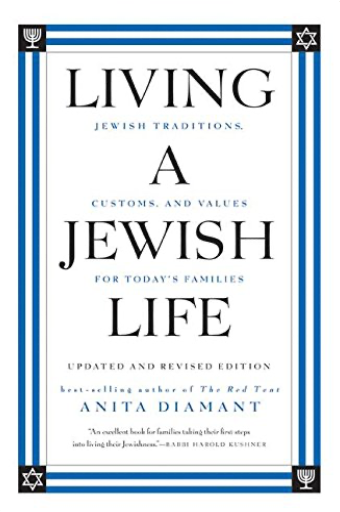 LIVING
JEWISH TRADITIONS,
A
CUSTOMS, AND VALUES
JEWISH
FOR TODAY'S FAMILIES
LIFE
UPDATED AND REVISED EDITION
best-selling author of The Red Tent
ANITA DIAMANT
"An excellent book for families taking their first steps
into living their Jewishness."—RABBI HAROLD KUSHNER